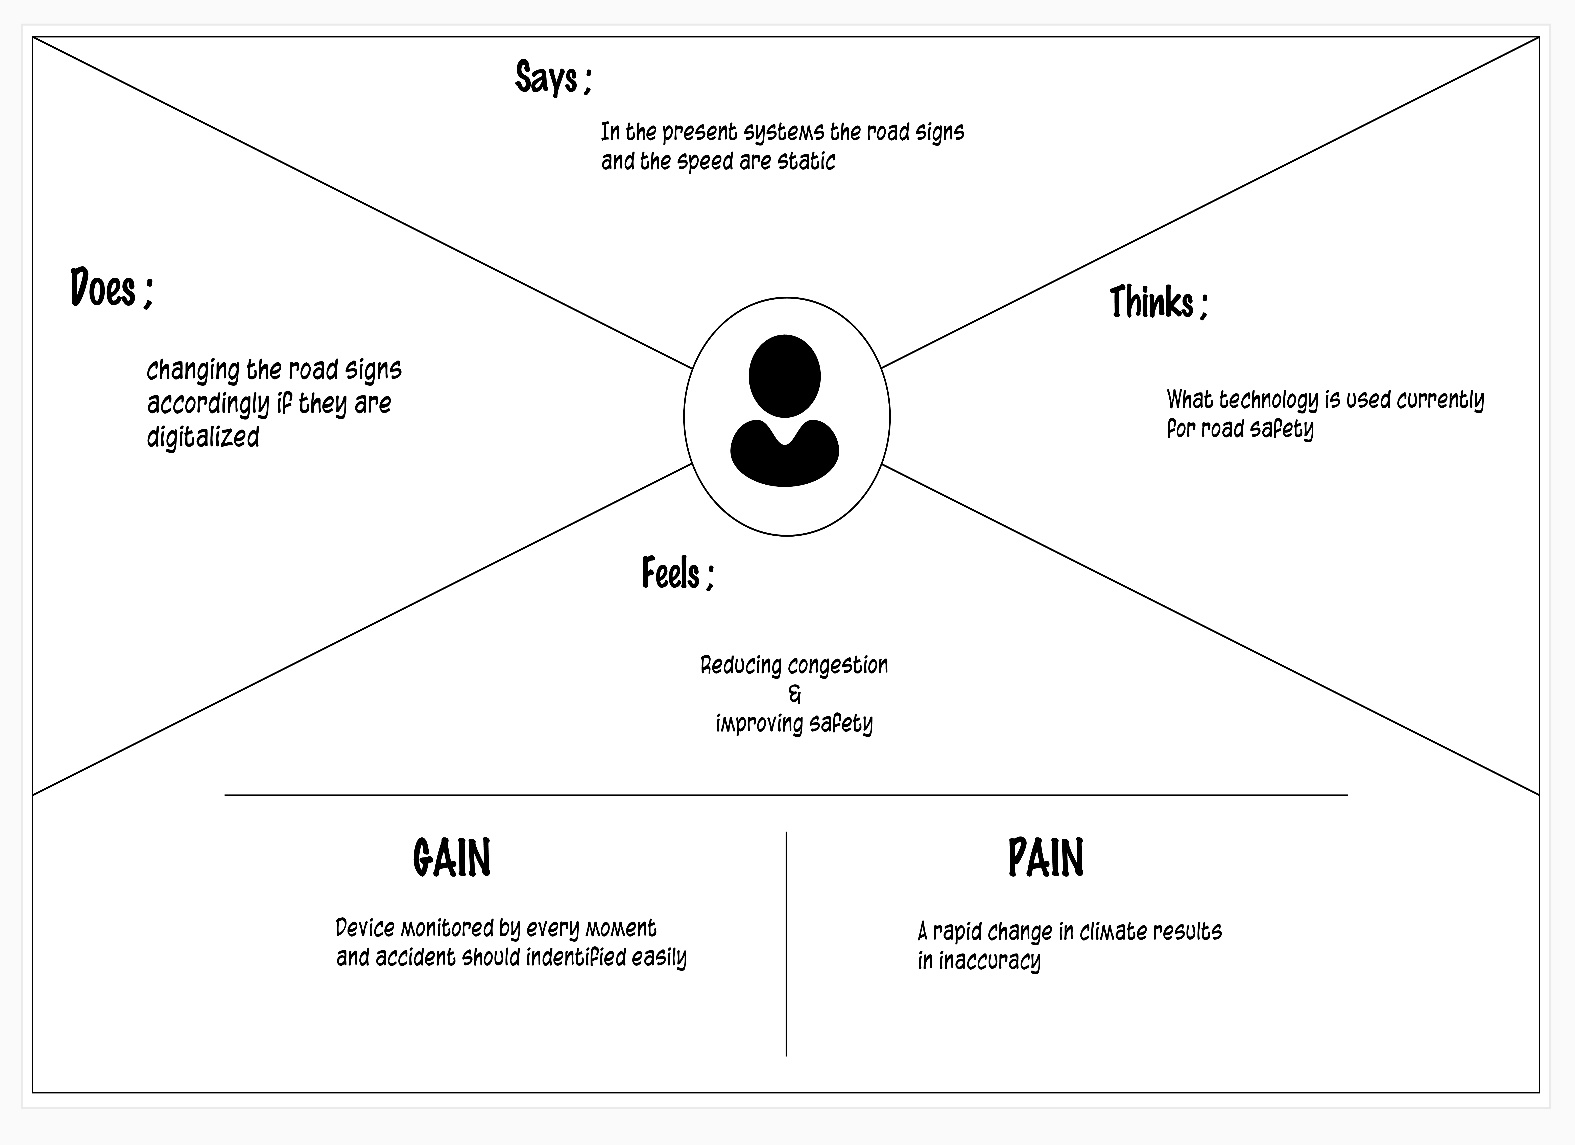 Says ;
In the present systems the road signs
and the speed are static
Does ;
changing the road signs
accordingly if they are
digitalized
Thinks ;
What technology is used currently
for road safety
Feels ;
Reducing congestion
&
improving safety
GAIN
Device monitored by every moment
and accident should indentified easily
PAIN
A rapid change in climate results
in inaccuracy